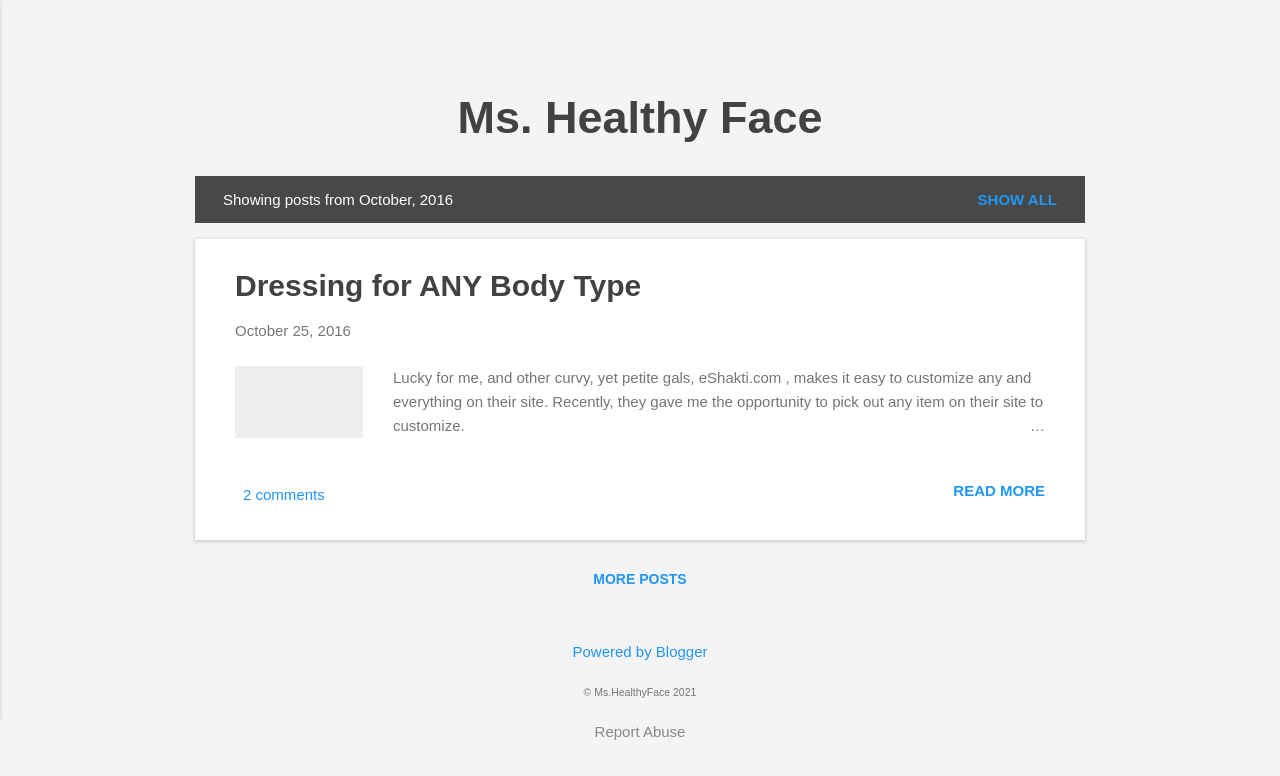 Ms. Healthy Face
Showing posts from October, 2016
SHOW ALL
Dressing for ANY Body Type
October 25, 2016
Lucky for me, and other curvy, yet petite gals, eShakti.com , makes it easy to customize any and
everything on their site. Recently, they gave me the opportunity to pick out any item on their site to
customize. …
2 comments
READ MORE
MORE POSTS
Powered by Blogger
© Ms.HealthyFace 2021
Report Abuse